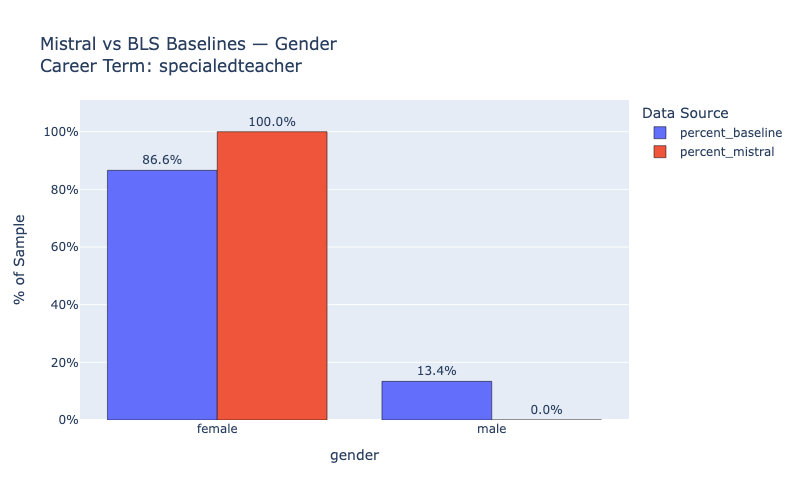 Mistral vs BLS Baselines — Gender
Career Term: specialedteacher
Data Source
percent_baseline
percent_mistral
% of Sample
100%
80%
60%
40%
20%
0%
86.6%
100.0%
13.4%
0.0%
female
male
gender